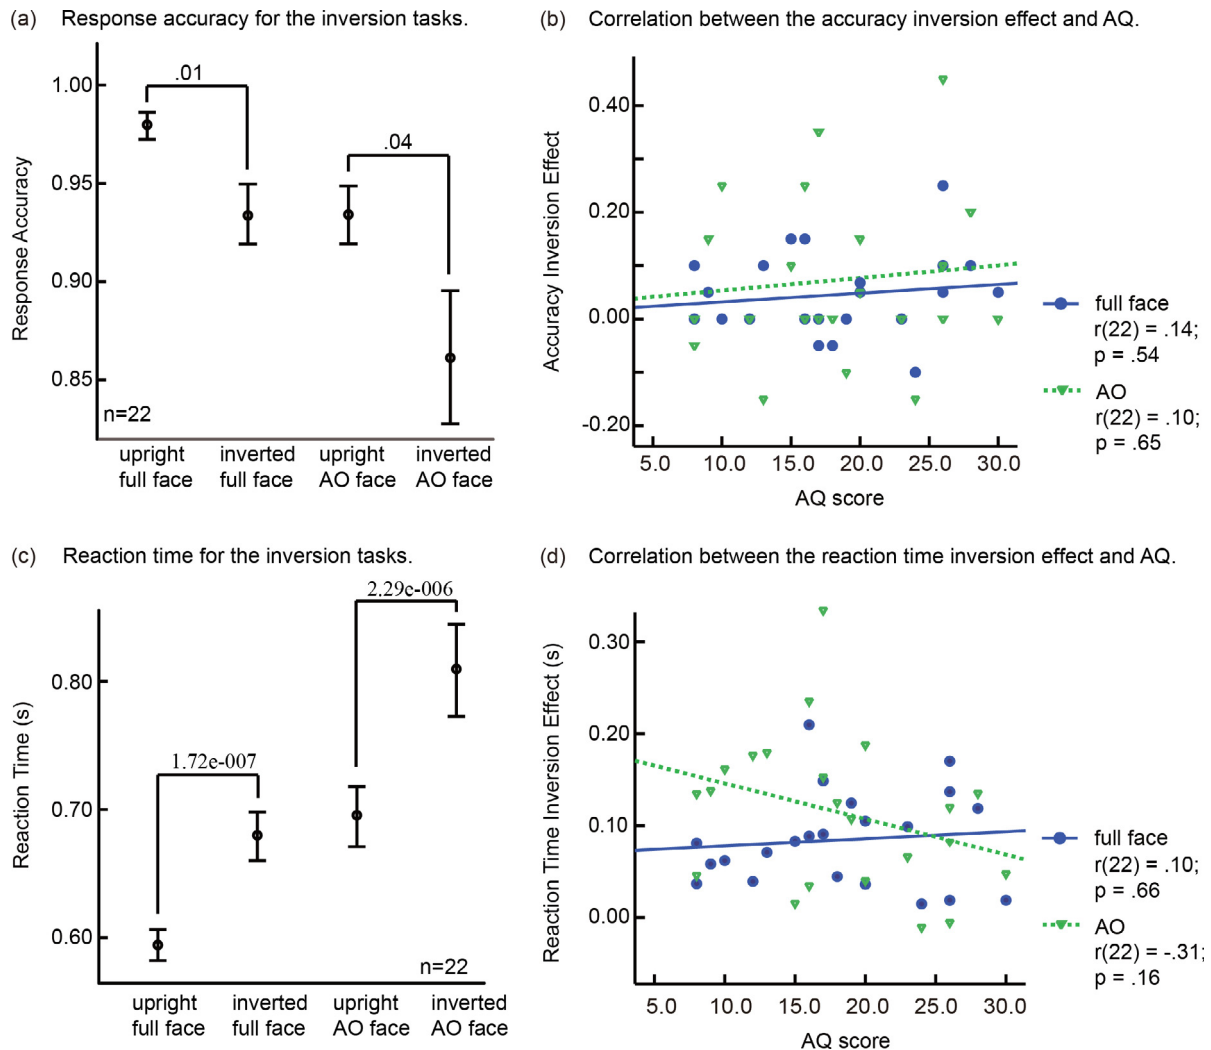 (a) Response accuracy for the inversion tasks.
1.00
0.95
0.90
0.85
Response Accuracy
.01
.04
n=22
upright full face
inverted full face
upright AO face
inverted AO face
(b) Correlation between the accuracy inversion effect and AQ.
0.40
0.20
0.00
-0.20
Accuracy Inversion Effect
5.0 10.0 15.0 20.0 25.0 30.0
AQ score
full face
r(22) = .14;
p = .54
AO
r(22) = .10;
p = .65
(c) Reaction time for the inversion tasks.
0.80
0.70
0.60
Reaction Time (s)
1.72e-007
2.29e-006
n=22
upright full face
inverted full face
upright AO face
inverted AO face
(d) Correlation between the reaction time inversion effect and AQ.
0.30
0.20
0.10
0.00
Reaction Time Inversion Effect (s)
5.0 10.0 15.0 20.0 25.0 30.0
AQ score
full face
r(22) = .10;
p = .66
AO
r(22) = -.31;
p = .16